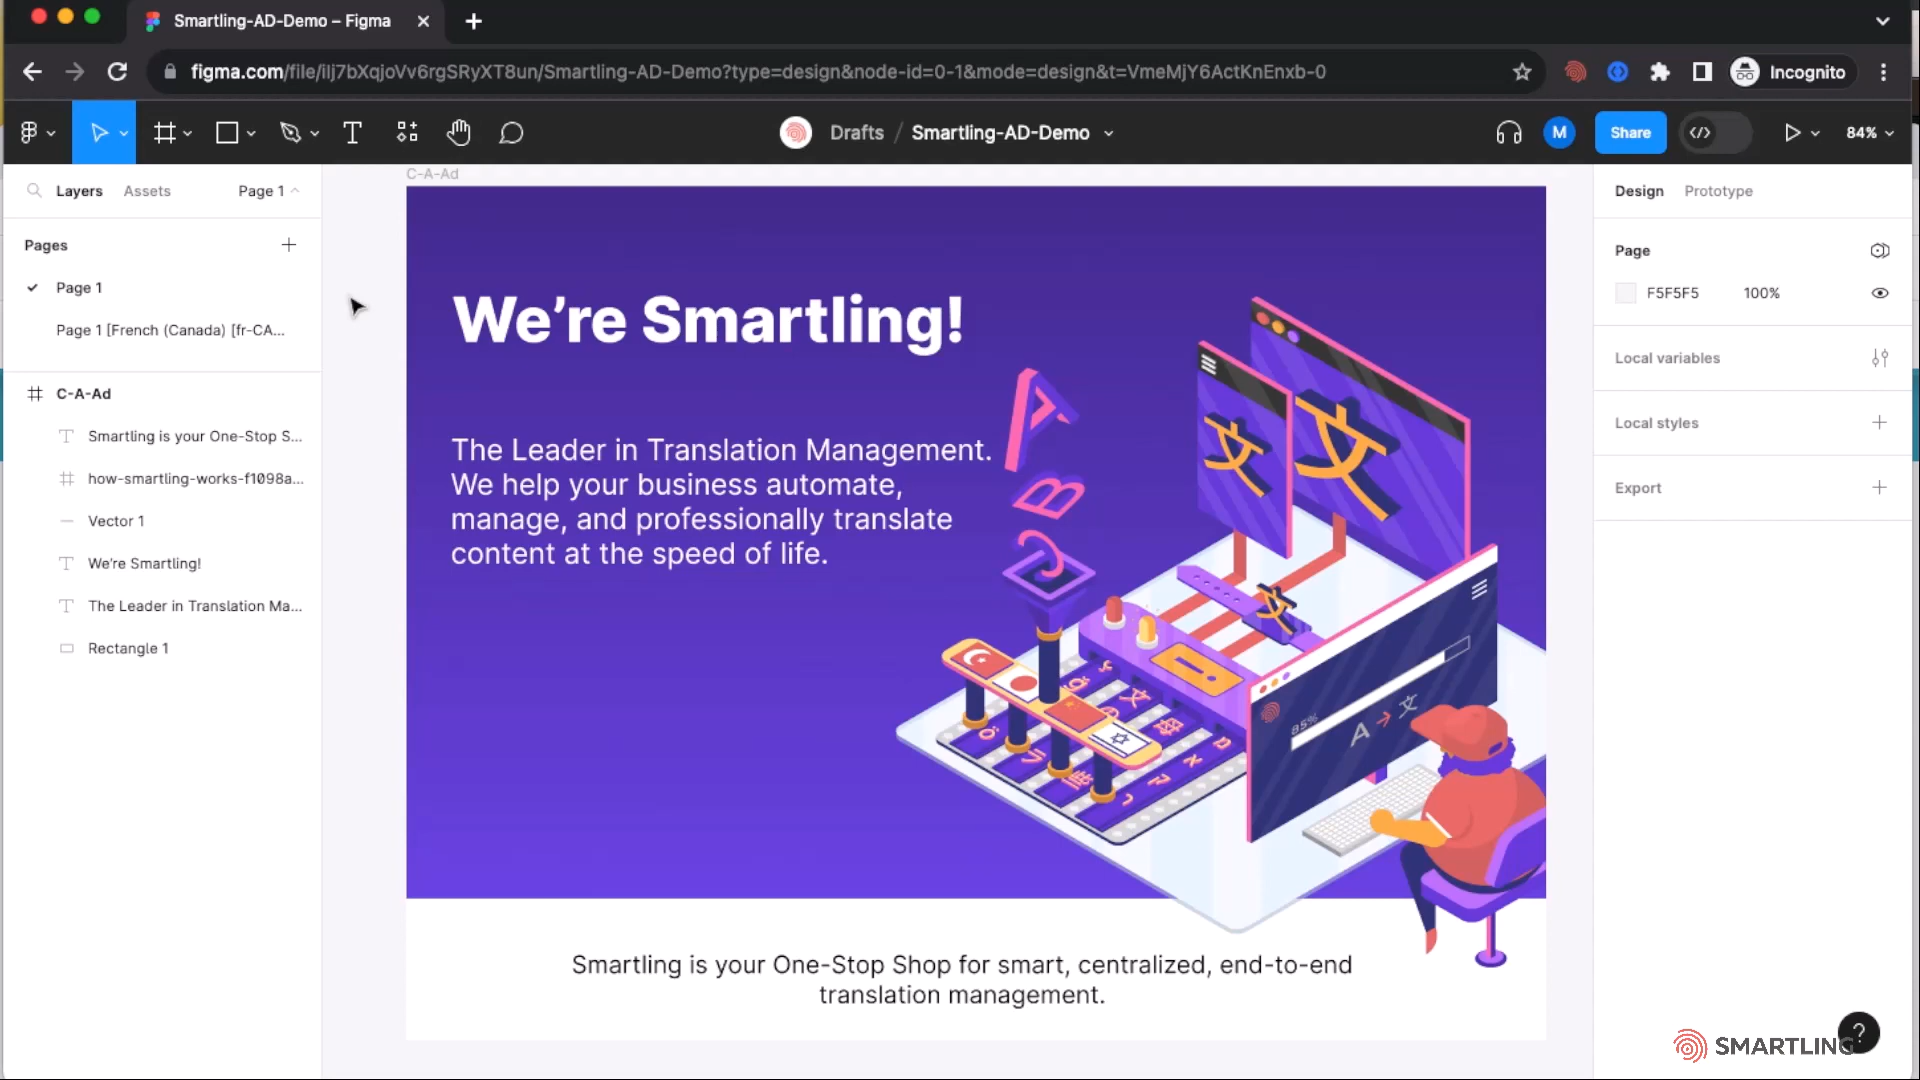 Smartling-AD-Demo – Figma
figma.com/file/ilj7bXqjoVv6rgSRyXT8un/Smartling-AD-Demo?type=design&node-id=0-1&mode=design&t=VmeMjY6ActKnEnxb-0
Incognito
Drafts / Smartling-AD-Demo
M
Share
84%
Layers
Assets
Page 1
Pages
Page 1
Page 1 [French (Canada) [fr-CA...
C-A-Ad
Smartling is your One-Stop S...
how-smartling-works-f1098a...
Vector 1
We're Smartling!
The Leader in Translation Ma...
Rectangle 1
C-A-Ad
We’re Smartling!
The Leader in Translation Management.
We help your business automate,
manage, and professionally translate
content at the speed of life.
A
B
C
文
文
文
85%
A → 文
Smartling is your One-Stop Shop for smart, centralized, end-to-end
translation management.
Design
Prototype
Page
F5F5F5
100%
Local variables
Local styles
Export
?
SMARTLING